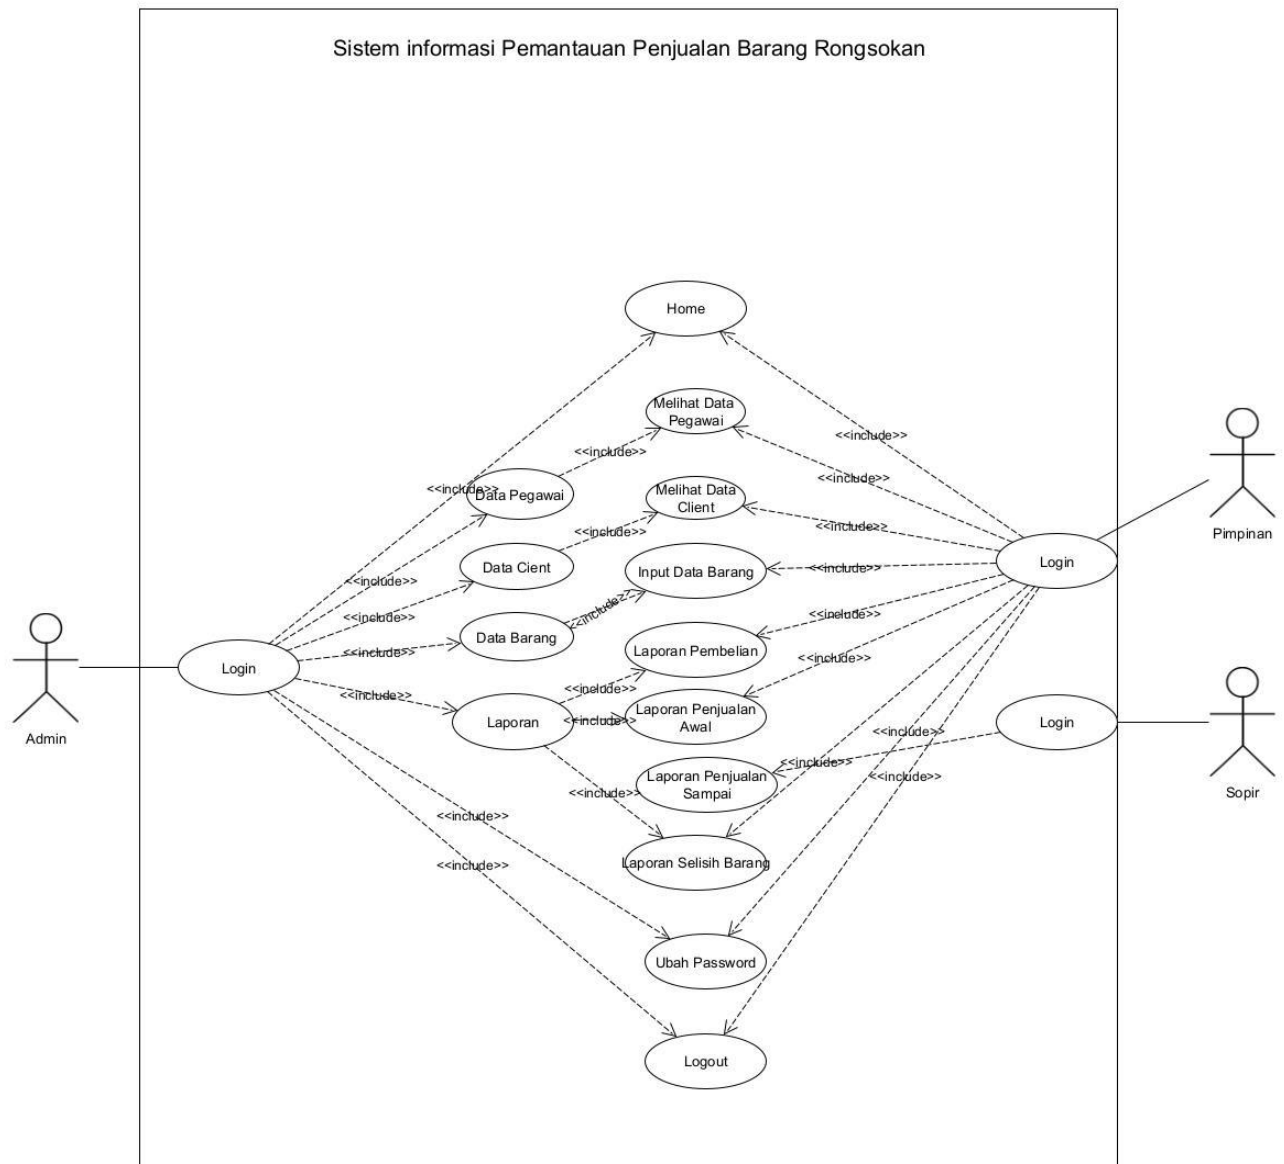 Sistem informasi Pemantauan Penjualan Barang Rongsokan
Home
Melihat Data
Pegawai
<<include>>
<<include>>
<<include>>
<<include>>
Data Pegawai
Melihat Data
Client
<<include>>
<<include>>
Data Cient
Input Data Barang
<<include>>
Login
Pimpinan
<<include>>
<<include>>
<<include>>
<<include>>
Data Barang
Laporan Pembelian
<<include>>
<<include>>
<<include>>
Login
Admin
<<include>>
<<include>>
Laporan
<<include>>
Laporan Penjualan
Awal
<<include>>
Login
Sopir
Laporan Penjualan
Sampai
<<include>>
<<include>>
<<include>>
<<include>>
Laporan Selisih Barang
<<include>>
Ubah Password
Logout